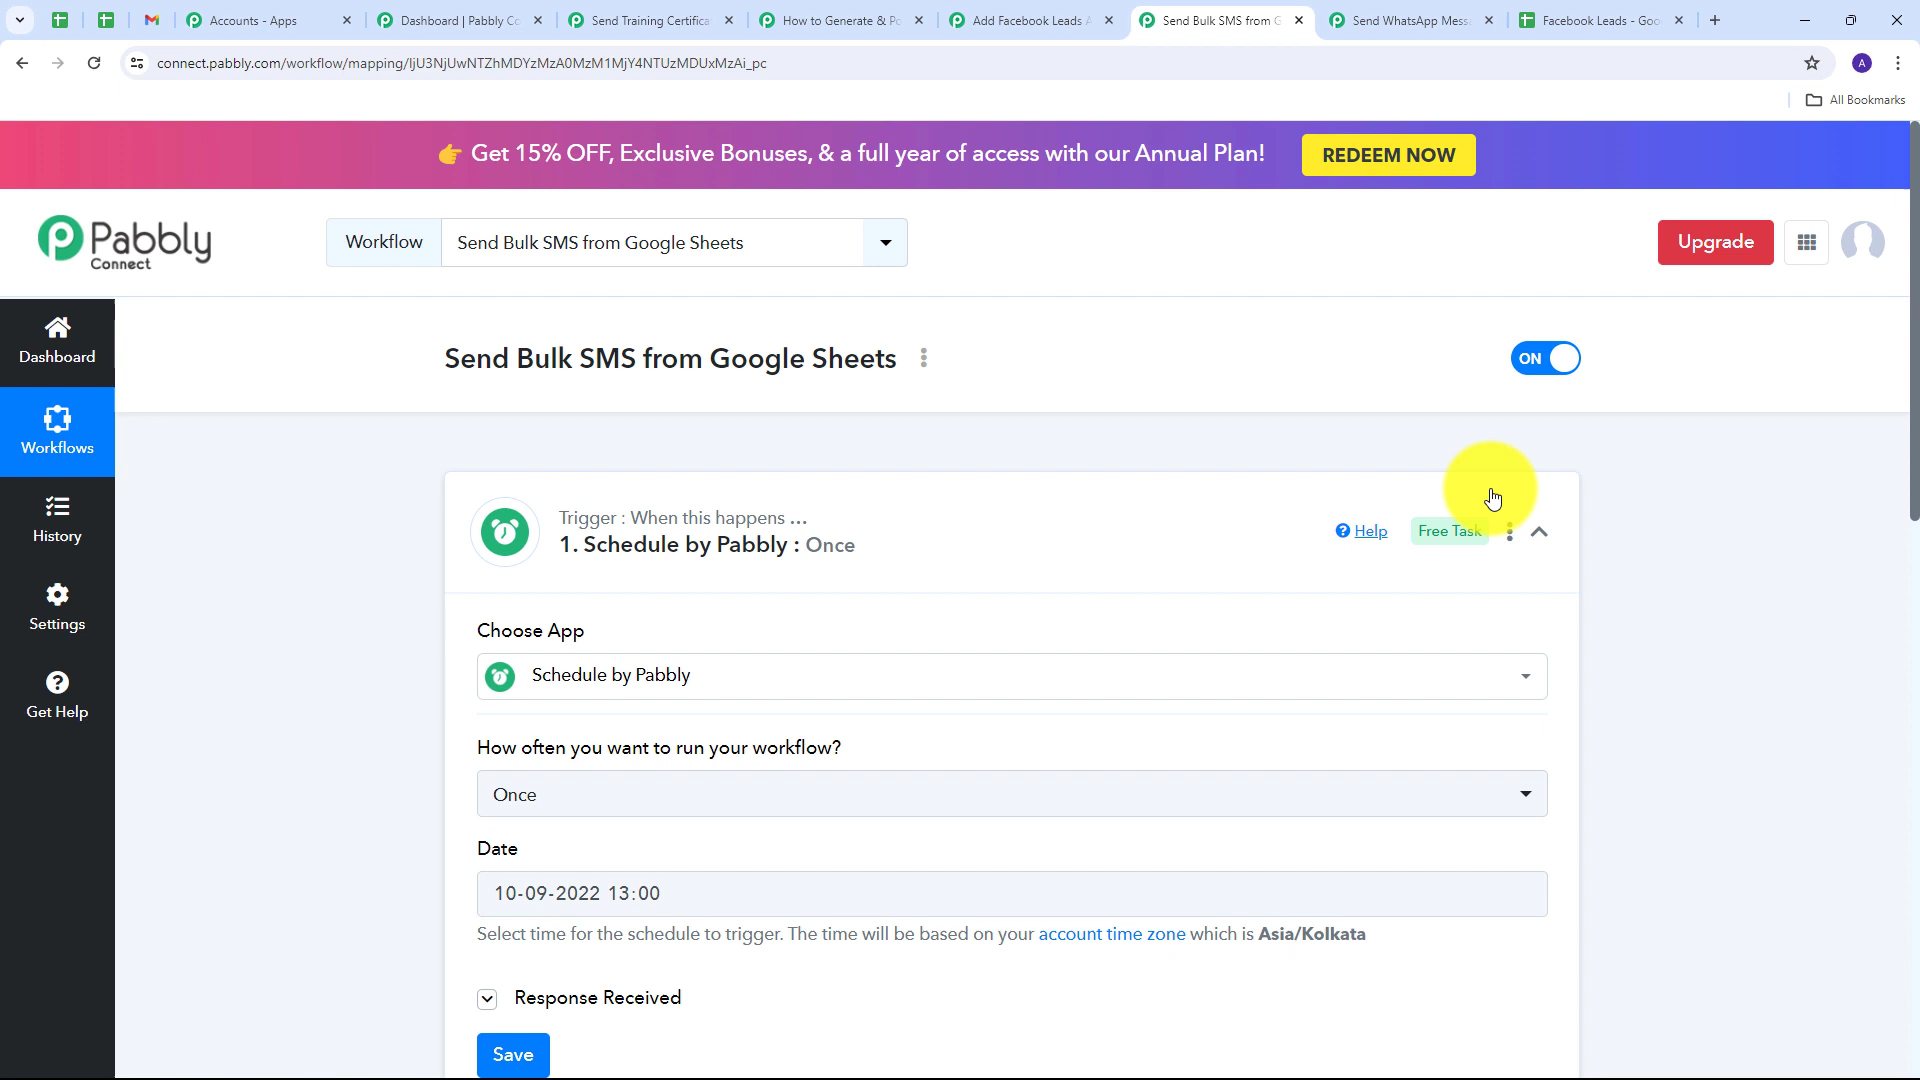 Accounts - Apps
Dashboard | Pabbly Co
Send Training Certifica
How to Generate & Po
Add Facebook Leads A
Send Bulk SMS from G
Send WhatsApp Mess
Facebook Leads - Goo
connect.pabbly.com/workflow/mapping/IjU3NjUwNTZhMDYzMzA0MzM1MjY4NTUzMDUxMzAi_pc
A
All Bookmarks
Get 15% OFF, Exclusive Bonuses, & a full year of access with our Annual Plan!
REDEEM NOW
Pabbly
Connect
Workflow
Send Bulk SMS from Google Sheets
Upgrade
Dashboard
Workflows
History
Settings
Get Help
Send Bulk SMS from Google Sheets
ON
Trigger : When this happens ...
1. Schedule by Pabbly : Once
Help
Free Task
Choose App
Schedule by Pabbly
How often you want to run your workflow?
Once
Date
10-09-2022 13:00
Select time for the schedule to trigger. The time will be based on your account time zone which is Asia/Kolkata
Response Received
Save